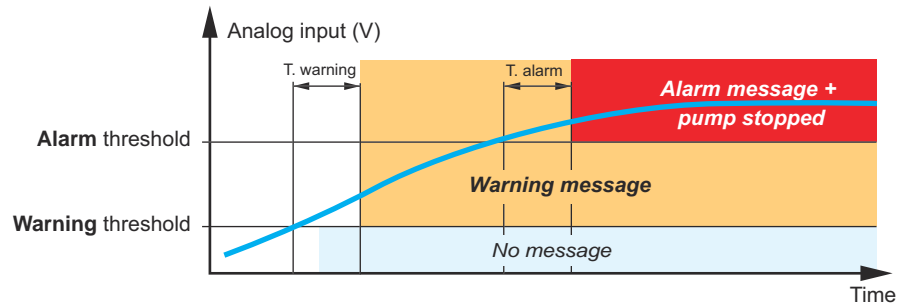 Analog input (V)
T. warning
T. alarm
Alarm message +
pump stopped
Alarm threshold
Warning message
Warning threshold
No message
Time